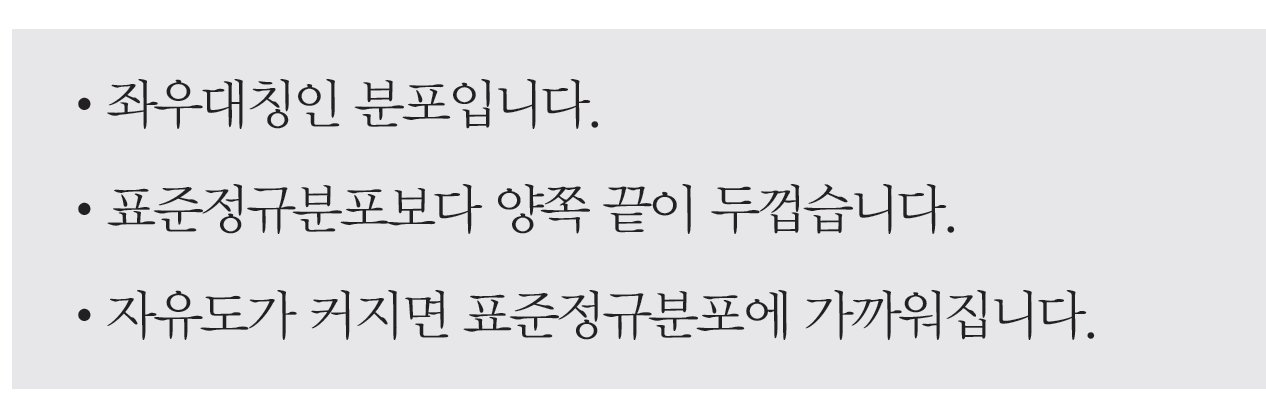 • 좌우대칭인 분포입니다.
• 표준정규분포보다 양쪽 끝이 두껍습니다.
• 자유도가 커지면 표준정규분포에 가까워집니다.